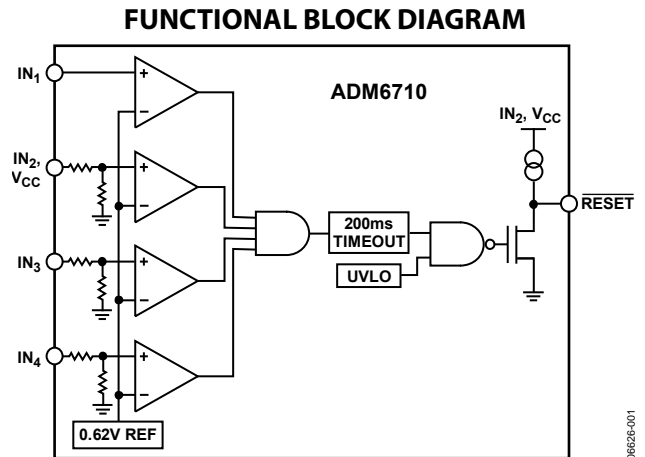 FUNCTIONAL BLOCK DIAGRAM
ADM6710
IN1
IN2,
VCC
IN3
IN4
+
−
+
−
+
−
+
−
0.62V REF
200ms
TIMEOUT
UVLO
IN2, VCC
RESET
06626-001